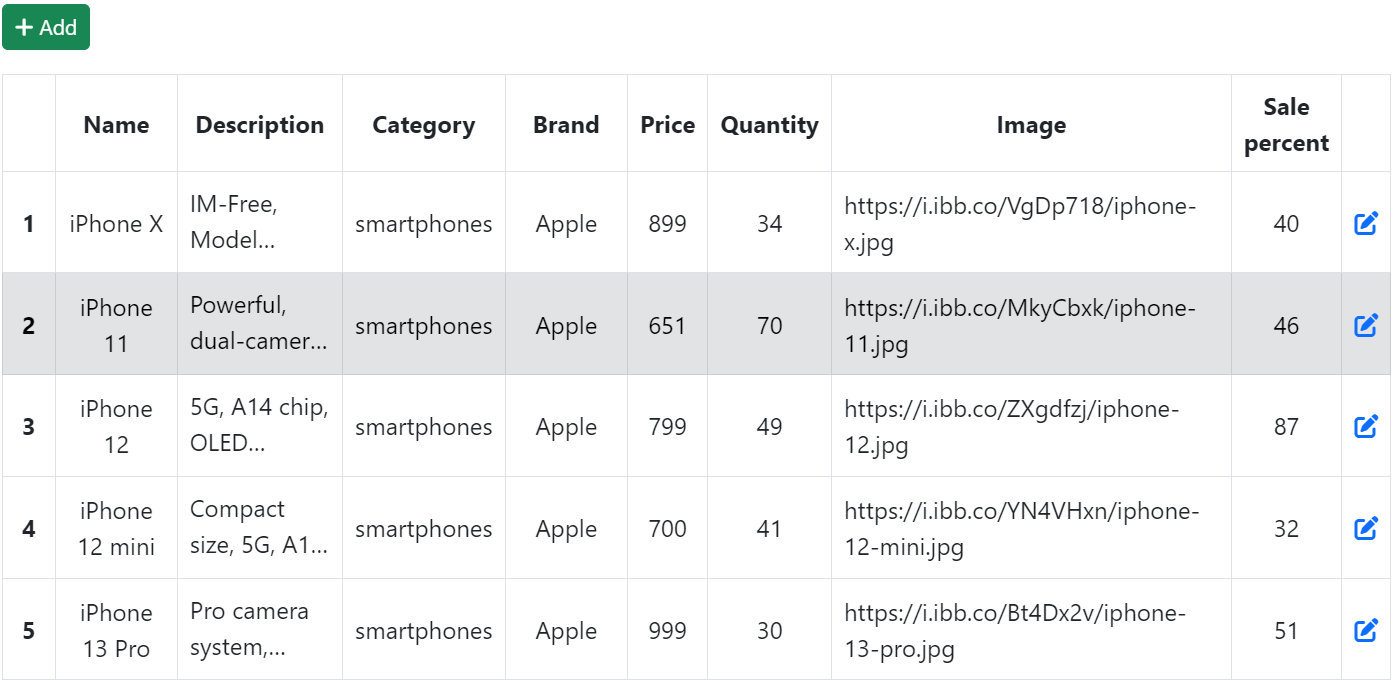 + Add
Name Description Category Brand Price Quantity Image Sale percent
1 iPhone X IM-Free, Model... smartphones Apple 899 34 https://i.ibb.co/VgDp718/iphone-x.jpg 40
2 iPhone 11 Powerful, dual-camer... smartphones Apple 651 70 https://i.ibb.co/MkyCbxk/iphone-11.jpg 46
3 iPhone 12 5G, A14 chip, OLED... smartphones Apple 799 49 https://i.ibb.co/ZXgdfzj/iphone-12.jpg 87
4 iPhone 12 mini Compact size, 5G, A1... smartphones Apple 700 41 https://i.ibb.co/YN4VHxn/iphone-12-mini.jpg 32
5 iPhone 13 Pro Pro camera system,... smartphones Apple 999 30 https://i.ibb.co/Bt4Dx2v/iphone-13-pro.jpg 51